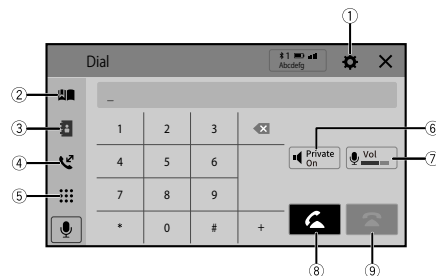 ①
Dial
1
Abcdefg
②
_
③
1 2 3
⑥
Private
On
Vol
⑦
④
4 5 6
⑤
7 8 9
* 0 # +
⑧
⑨